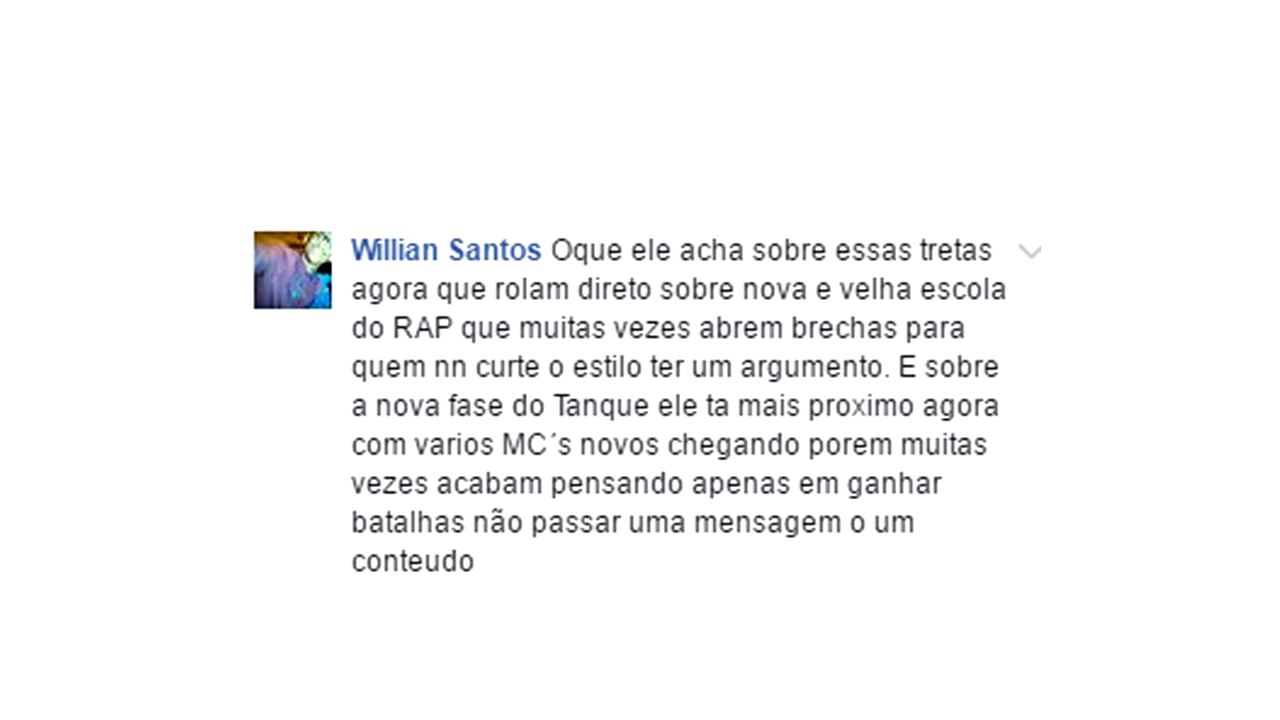 Willian Santos Oque ele acha sobre essas tretas
agora que rolam direto sobre nova e velha escola
do RAP que muitas vezes abrem brechas para
quem nn curte o estilo ter um argumento. E sobre
a nova fase do Tanque ele ta mais proximo agora
com varios MC´s novos chegando porem muitas
vezes acabam pensando apenas em ganhar
batalhas não passar uma mensagem o um
conteudo